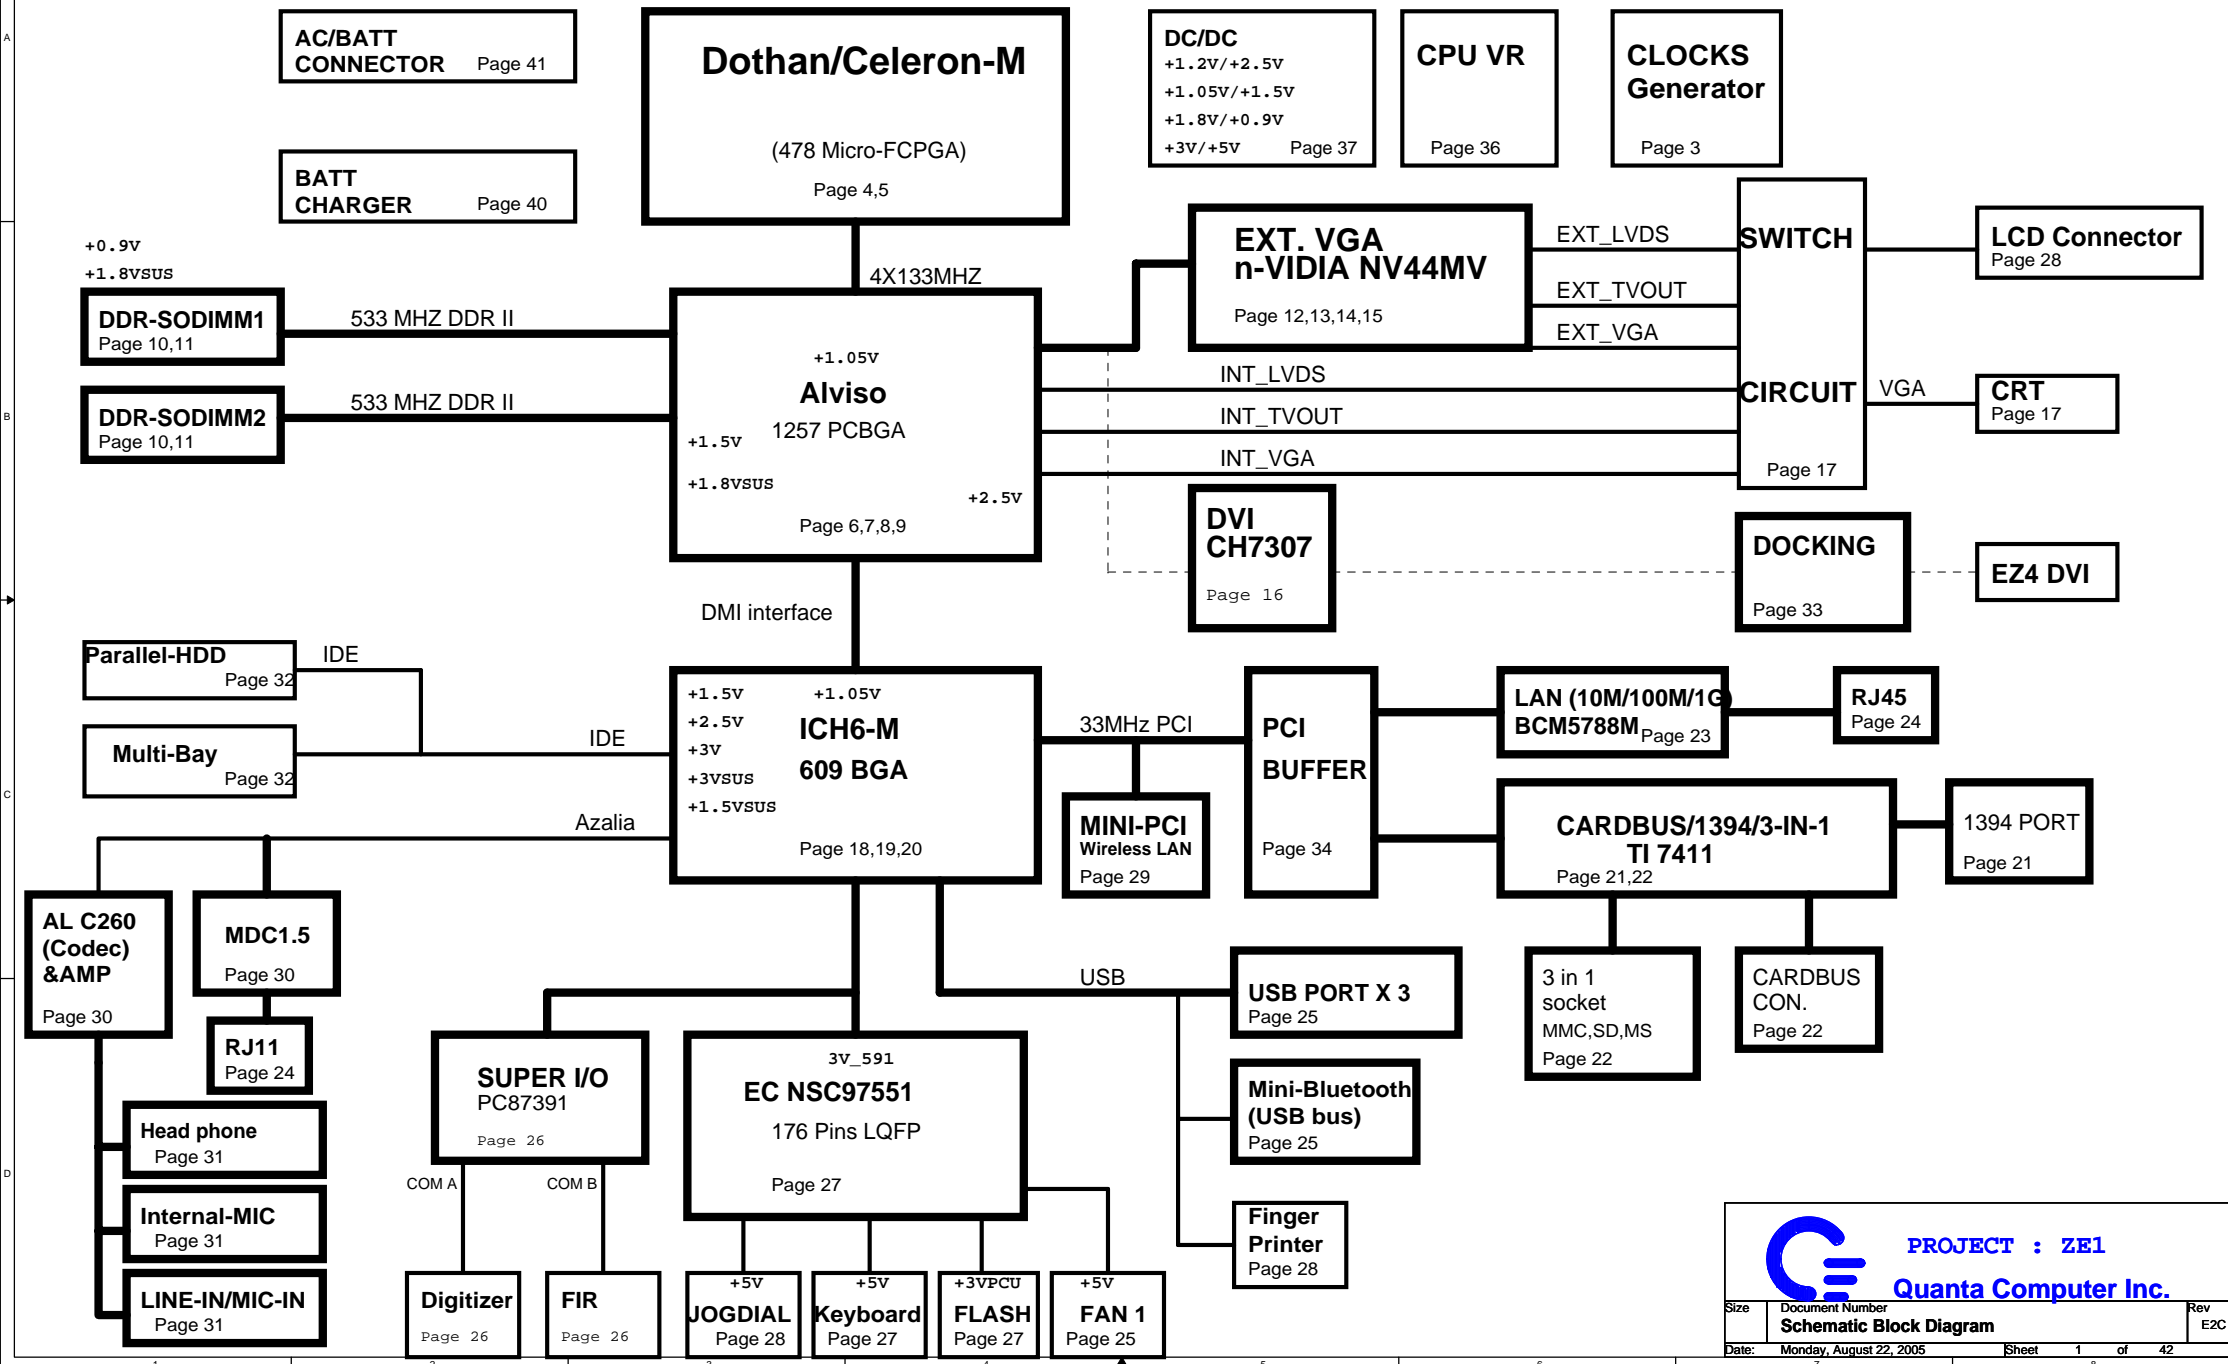 AC/BATT
CONNECTOR Page 41
BATT
CHARGER Page 40
Dothan/Celeron-M
(478 Micro-FCPGA)
Page 4,5
DC/DC
+1.2V/+2.5V
+1.05V/+1.5V
+1.8V/+0.9V
+3V/+5V Page 37
CPU VR
Page 36
CLOCKS
Generator
Page 3
+0.9V
+1.8VSUS
DDR-SODIMM1
Page 10,11
533 MHZ DDR II
DDR-SODIMM2
Page 10,11
533 MHZ DDR II
4X133MHZ
+1.05V
Alviso
1257 PCBGA
+1.5V
+1.8VSUS
+2.5V
Page 6,7,8,9
EXT. VGA
n-VIDIA NV44MV
Page 12,13,14,15
EXT_LVDS
EXT_TVOUT
EXT_VGA
INT_LVDS
INT_TVOUT
INT_VGA
SWITCH
CIRCUIT
Page 17
LCD Connector
Page 28
VGA
CRT
Page 17
DVI
CH7307
Page 16
DOCKING
Page 33
EZ4 DVI
DMI interface
Parallel-HDD
Page 32
IDE
Multi-Bay
Page 32
IDE
Azalia
+1.5V +1.05V
+2.5V
+3V
+3VSUS
+1.5VSUS
ICH6-M
609 BGA
Page 18,19,20
33MHz PCI
MINI-PCI
Wireless LAN
Page 29
PCI
BUFFER
Page 34
LAN (10M/100M/1G)
BCM5788M Page 23
RJ45
Page 24
CARDBUS/1394/3-IN-1
TI 7411
Page 21,22
1394 PORT
Page 21
3 in 1
socket
MMC,SD,MS
Page 22
CARDBUS
CON.
Page 22
AL C260
(Codec)
&AMP
Page 30
MDC1.5
Page 30
RJ11
Page 24
Head phone
Page 31
Internal-MIC
Page 31
LINE-IN/MIC-IN
Page 31
SUPER I/O
PC87391
Page 26
COM A
COM B
Digitizer
Page 26
FIR
Page 26
3V_591
EC NSC97551
176 Pins LQFP
Page 27
+5V
JOGDIAL
Page 28
+5V
Keyboard
Page 27
+3VPCU
FLASH
Page 27
+5V
FAN 1
Page 25
USB
USB PORT X 3
Page 25
Mini-Bluetooth
(USB bus)
Page 25
Finger
Printer
Page 28
PROJECT : ZE1
Quanta Computer Inc.
Size Document Number Rev
Schematic Block Diagram E2C
Date: Monday, August 22, 2005 Sheet 1 of 42
A
B
C
D